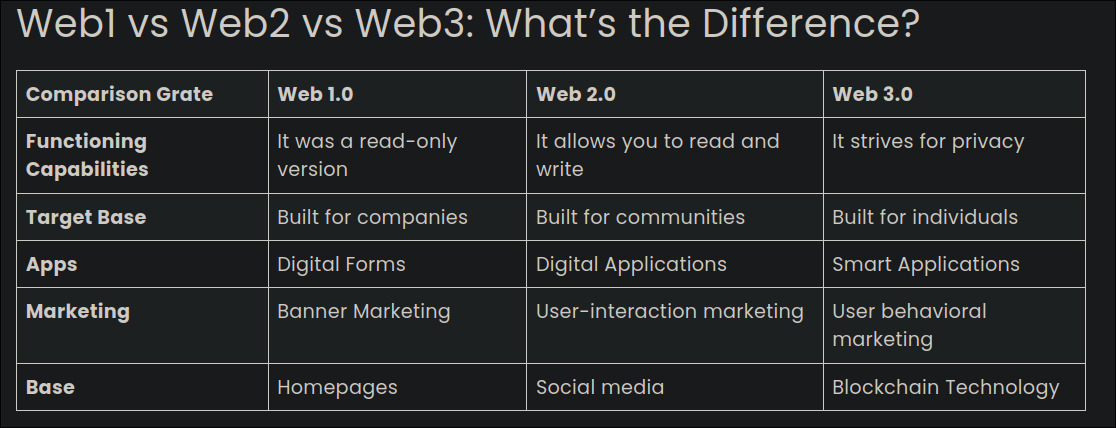 Web1 vs Web2 vs Web3: What’s the Difference?
Comparison Grate Web 1.0 Web 2.0 Web 3.0
Functioning Capabilities It was a read-only version It allows you to read and write It strives for privacy
Target Base Built for companies Built for communities Built for individuals
Apps Digital Forms Digital Applications Smart Applications
Marketing Banner Marketing User-interaction marketing User behavioral marketing
Base Homepages Social media Blockchain Technology